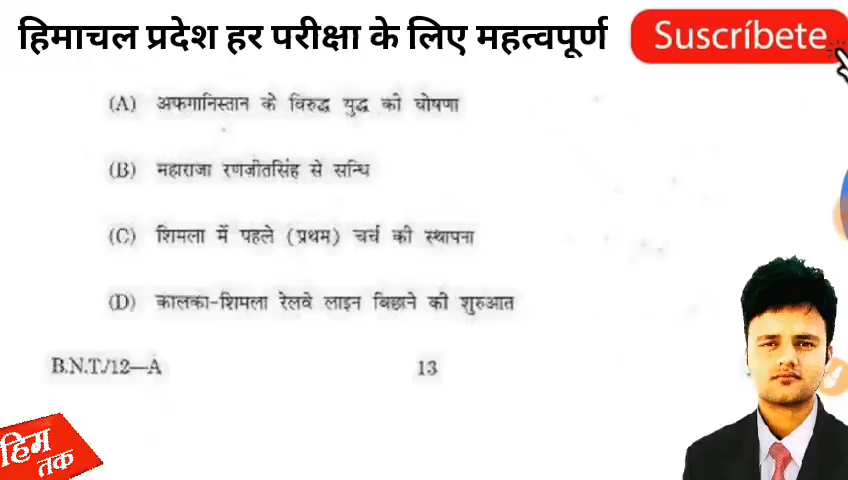 हिमाचल प्रदेश हर परीक्षा के लिए महत्वपूर्ण
Suscríbete
(A) अफगानिस्तान के विरुद्ध युद्ध की घोषणा
(B) महाराजा रणजीतसिंह से सन्धि
(C) शिमला में पहले (प्रथम) चर्च की स्थापना
(D) कालका-शिमला रेलवे लाइन बिछाने की शुरुआत
B.N.T./12—A
13
हिम
तक